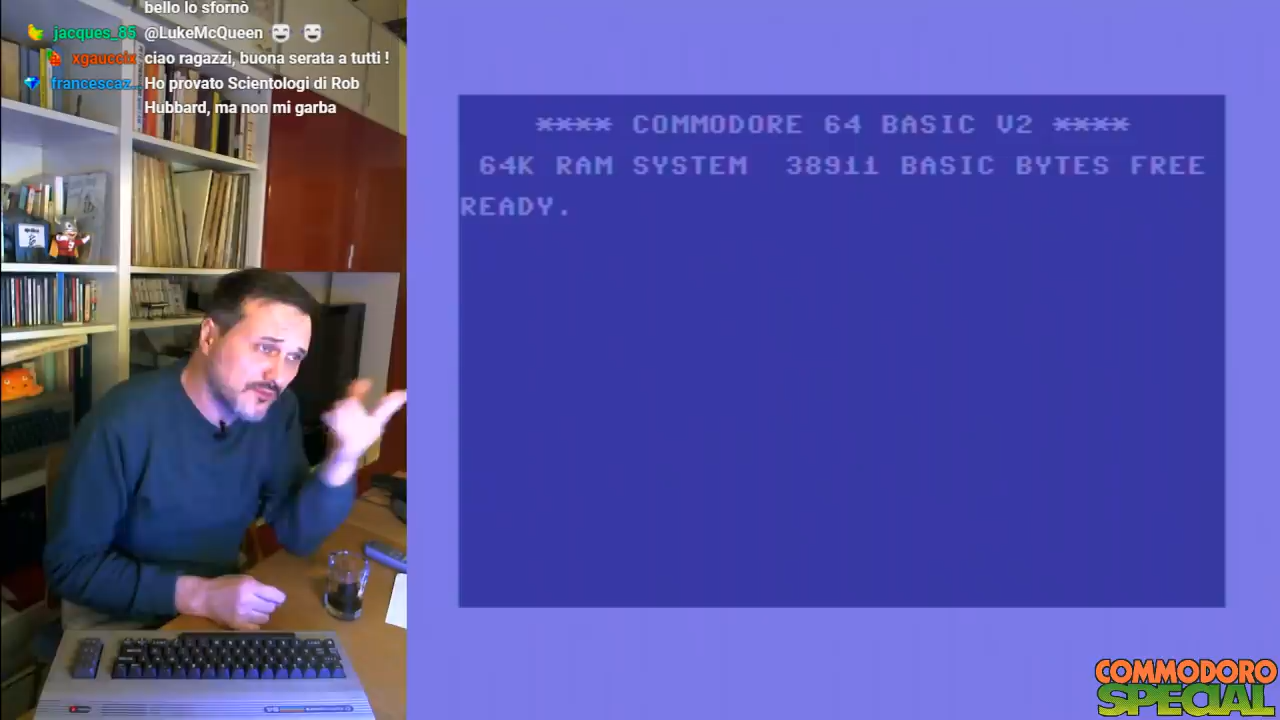 bello lo sfornò
jacques_85 @LukeMcQueen
xgauccix ciao ragazzi, buona serata a tutti !
francescaz... Ho provato Scientologi di Rob
Hubbard, ma non mi garba
**** COMMODORE 64 BASIC V2 ****
64K RAM SYSTEM 38911 BASIC BYTES FREE
READY.
COMMODORO
SPECIAL